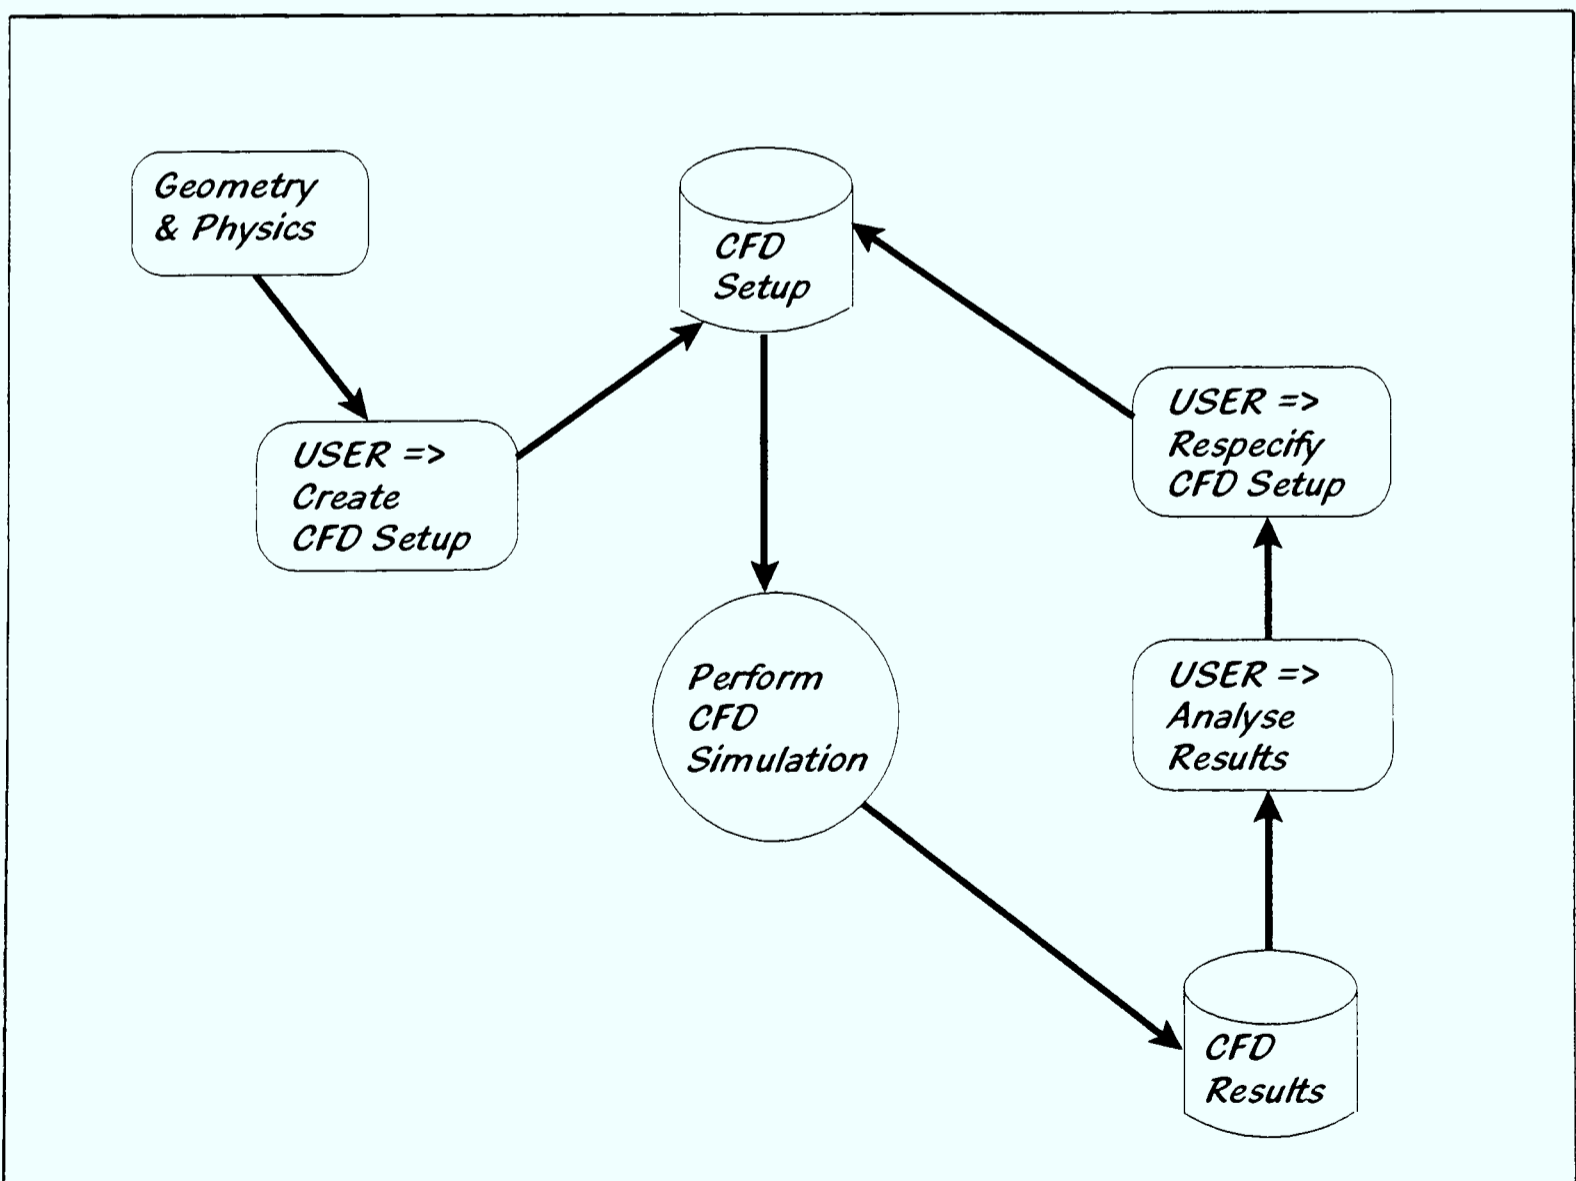 Geometry
& Physics
CFD
Setup
USER =>
Create
CFD Setup
USER =>
Respecify
CFD Setup
Perform
CFD
Simulation
USER =>
Analyse
Results
CFD
Results